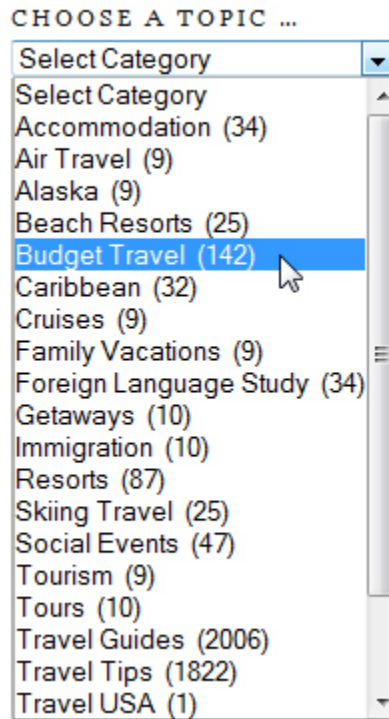 CHOOSE A TOPIC ...
Select Category
Select Category
Accommodation (34)
Air Travel (9)
Alaska (9)
Beach Resorts (25)
Budget Travel (142)
Caribbean (32)
Cruises (9)
Family Vacations (9)
Foreign Language Study (34)
Getaways (10)
Immigration (10)
Resorts (87)
Skiing Travel (25)
Social Events (47)
Tourism (9)
Tours (10)
Travel Guides (2006)
Travel Tips (1822)
Travel USA (1)